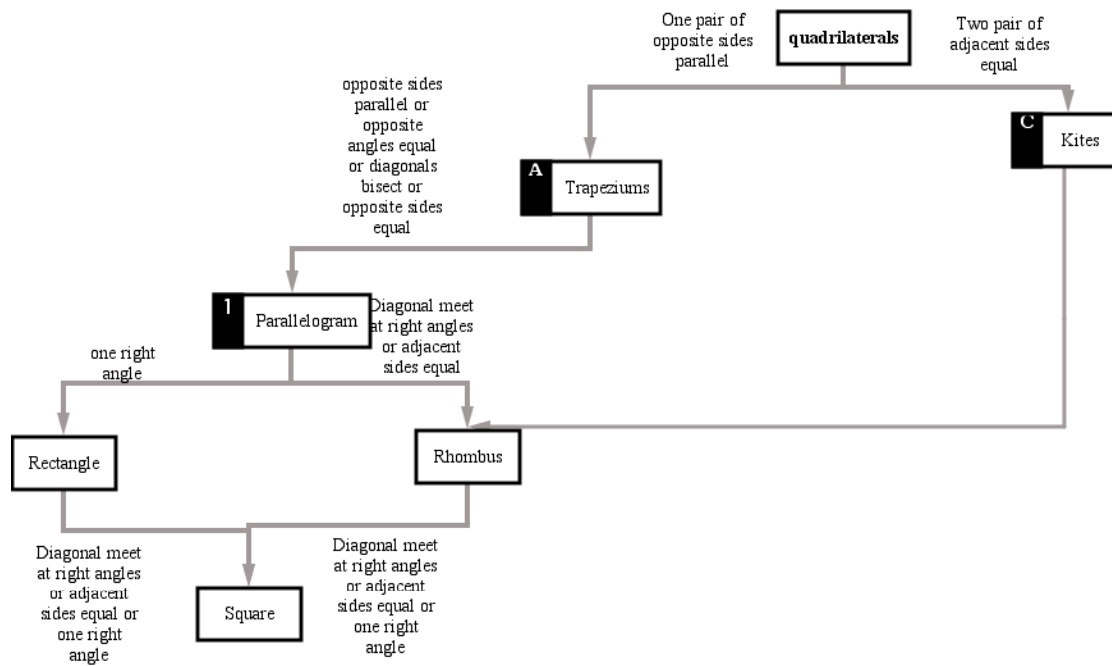 One pair of
opposite sides
parallel
quadrilaterals
Two pair of
adjacent sides
equal
opposite sides
parallel or
opposite
angles equal
or diagonals
bisect or
opposite sides
equal
C
Kites
A
Trapeziums
1
Parallelogram
Diagonal meet
at right angles
or adjacent
sides equal
one right
angle
Rectangle
Rhombus
Diagonal meet
at right angles
or adjacent
sides equal or
one right
angle
Diagonal meet
at right angles
or adjacent
sides equal or
one right
angle
Square